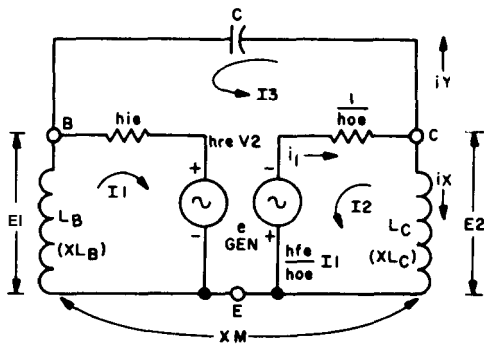 C
I3
iY
B
hie
hre V2
1/hoe
C
i1
+
-
I1
I2
iX
E1
LB
(XLB)
e
GEN
LC
(XLC)
E2
-
+
hfe/hoe I1
E
XM